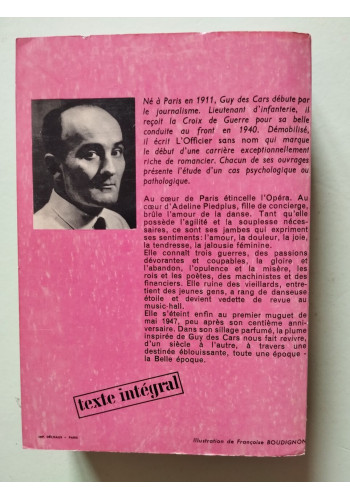 Né à Paris en 1911, Guy des Cars débute par
le journalisme. Lieutenant d'infanterie, il
reçoit la Croix de Guerre pour sa belle
conduite au front en 1940. Démobilisé,
il écrit L'Officier sans nom qui marque
le début d'une carrière exceptionnellement
riche de romancier. Chacun de ses ouvrages
présente l'étude d'un cas psychologique ou
pathologique.
Au cœur de Paris étincelle l'Opéra. Au
cœur d'Adeline Piedplus, fille de concierge,
brûle l'amour de la danse. Tant qu'elle
possède l'agilité et la souplesse néces-
saires, ce sont ses jambes qui expriment
ses sentiments: l'amour, la douleur, la joie,
la tendresse, la jalousie féminine.
Elle connaît trois guerres, des passions
dévorantes et coupables, la gloire et
l'abandon, l'opulence et la misère, les
rois et les poètes, des machinistes et des
financiers. Elle ruine des vieillards, entre-
tient des jeunes gens, a rang de danseuse
étoile et devient vedette de revue au
music-hall.
Elle s'éteint enfin au premier muguet de
mai 1947, peu après son centième anni-
versaire. Dans son sillage parfumé, la plume
inspirée de Guy des Cars nous fait revivre,
d'un siècle à l'autre, à travers une
destinée éblouissante, toute une époque -
la Belle époque.
texte intégral
Illustration de Françoise BOUDIGNON